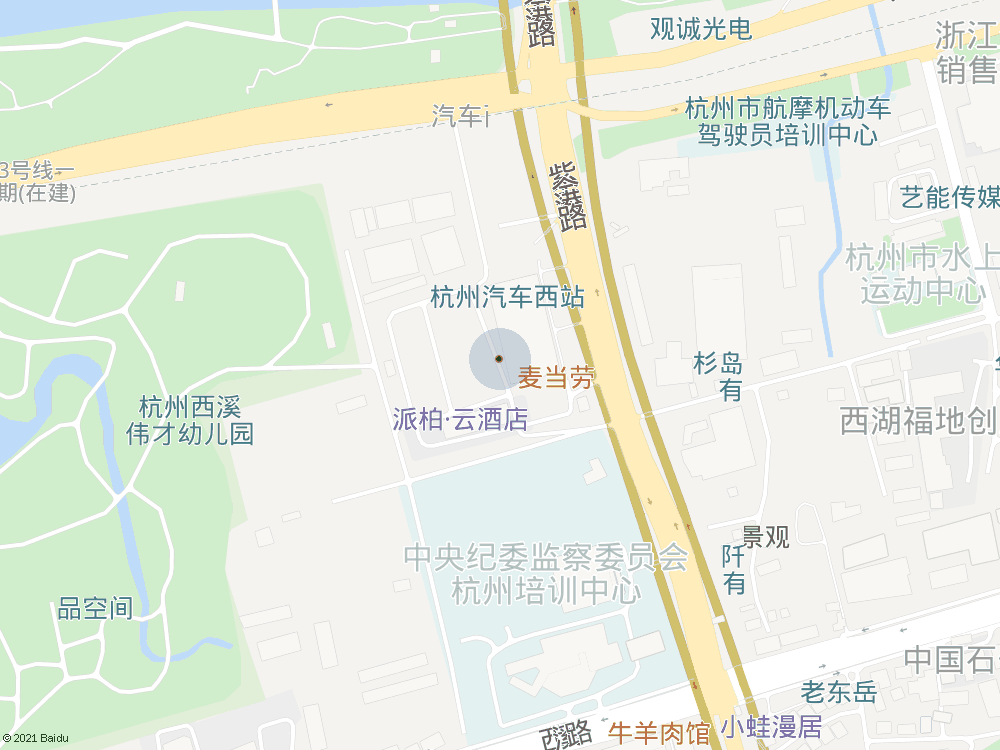 紫港路
观诚光电
浙江
销售
汽车
杭州市航摩机动车
驾驶员培训中心
3号线一
期(在建)
紫港路
艺能传媒
杭州市水上
运动中心
杭州汽车西站
麦当劳
杉岛
有
杭州西溪
伟才幼儿园
派柏·云酒店
西湖福地创
景观
阡
有
中央纪委监察委员会
杭州培训中心
品空间
中国石
老东岳
西溪路
牛羊肉馆
小蛙漫居
© 2021 Baidu